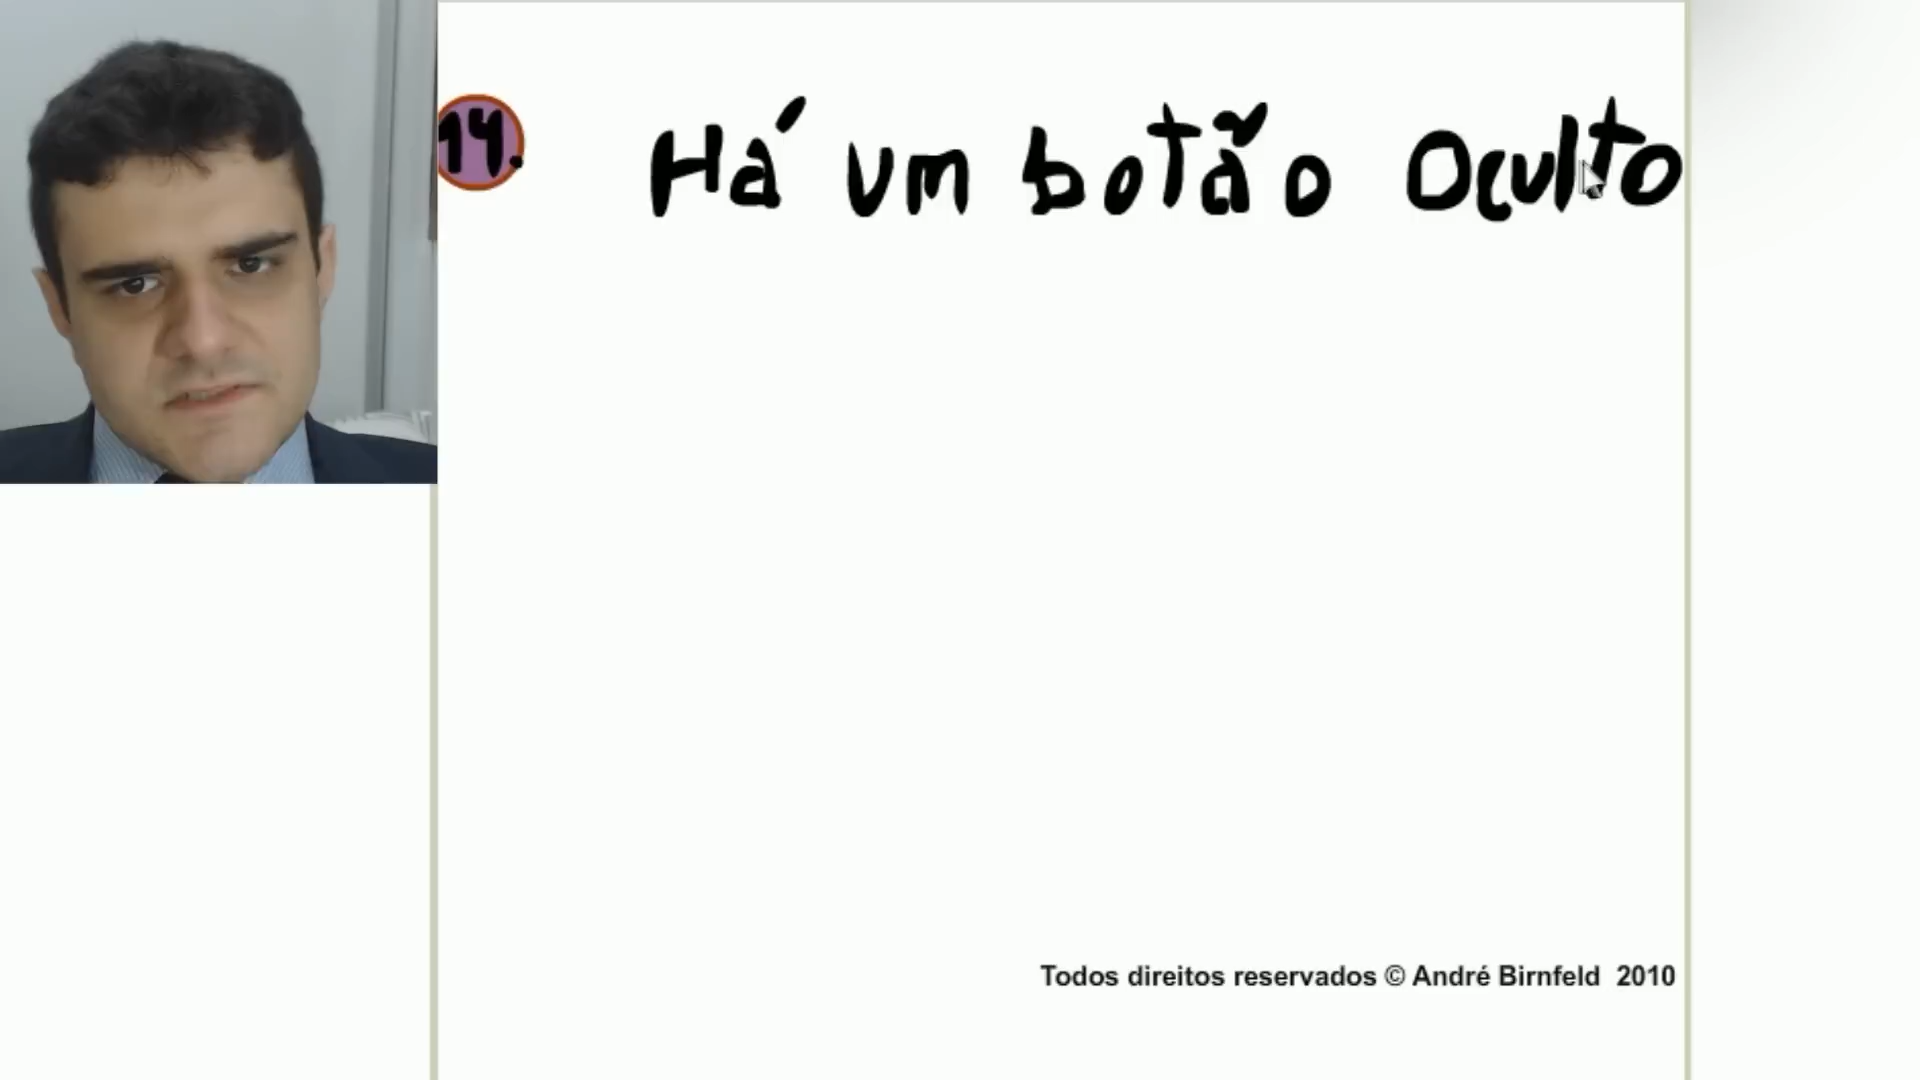 14. Há um botão Oculto
Todos direitos reservados © André Birnfeld 2010